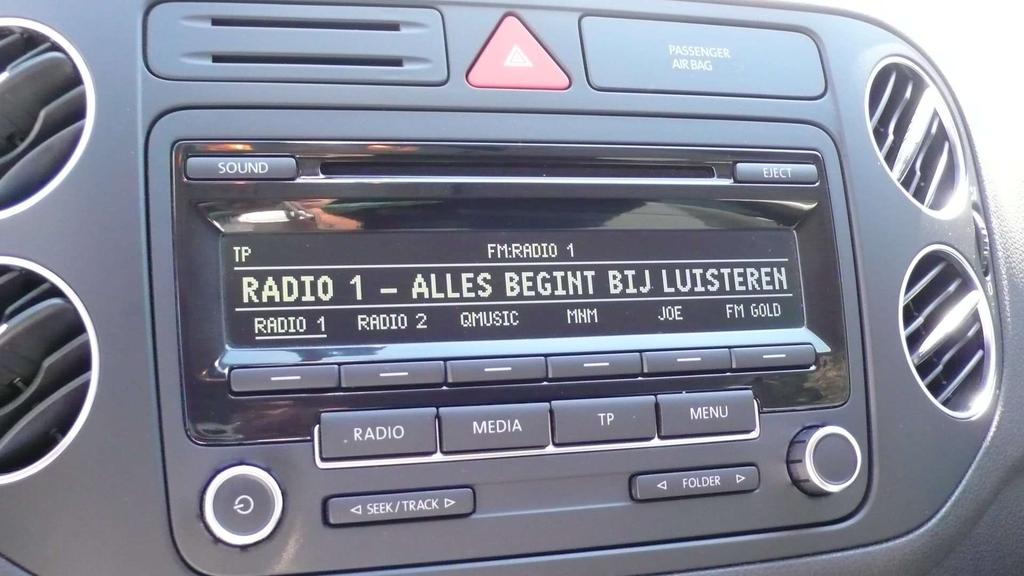 PASSENGER
AIR BAG
SOUND
EJECT
TP FM:RADIO 1
RADIO 1 - ALLES BEGINT BIJ LUISTEREN
RADIO 1 RADIO 2 QMUSIC MNM JOE FM GOLD
RADIO MEDIA TP MENU
SEEK / TRACK
FOLDER